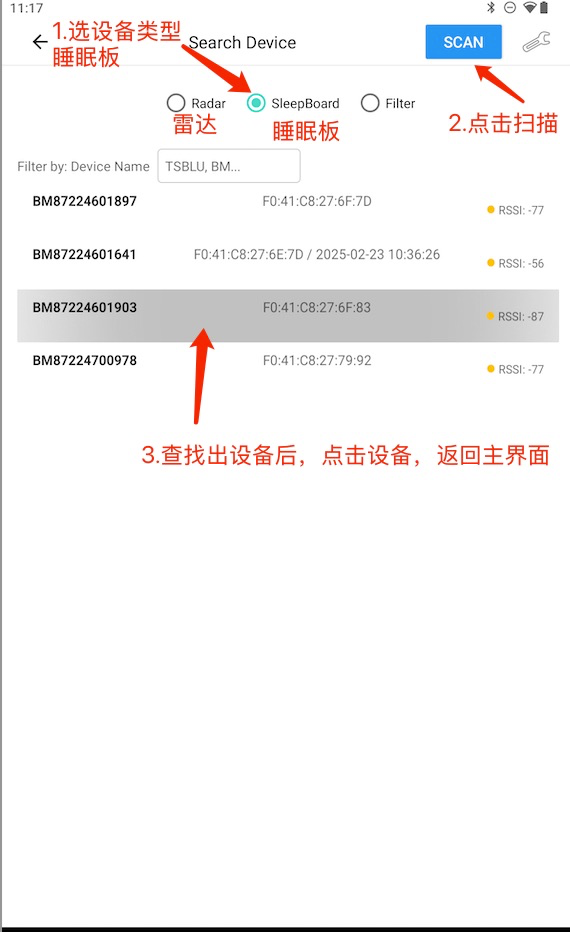 11:17
1.选设备类型
睡眠板
Search Device
SCAN
Radar
SleepBoard
Filter
雷达
睡眠板
2.点击扫描
Filter by: Device Name
TSBLU, BM...
BM87224601897 F0:41:C8:27:6F:7D RSSI: -77
BM87224601641 F0:41:C8:27:6E:7D / 2025-02-23 10:36:26 RSSI: -56
BM87224601903 F0:41:C8:27:6F:83 RSSI: -87
BM87224700978 F0:41:C8:27:79:92 RSSI: -77
3.查找出设备后，点击设备，返回主界面